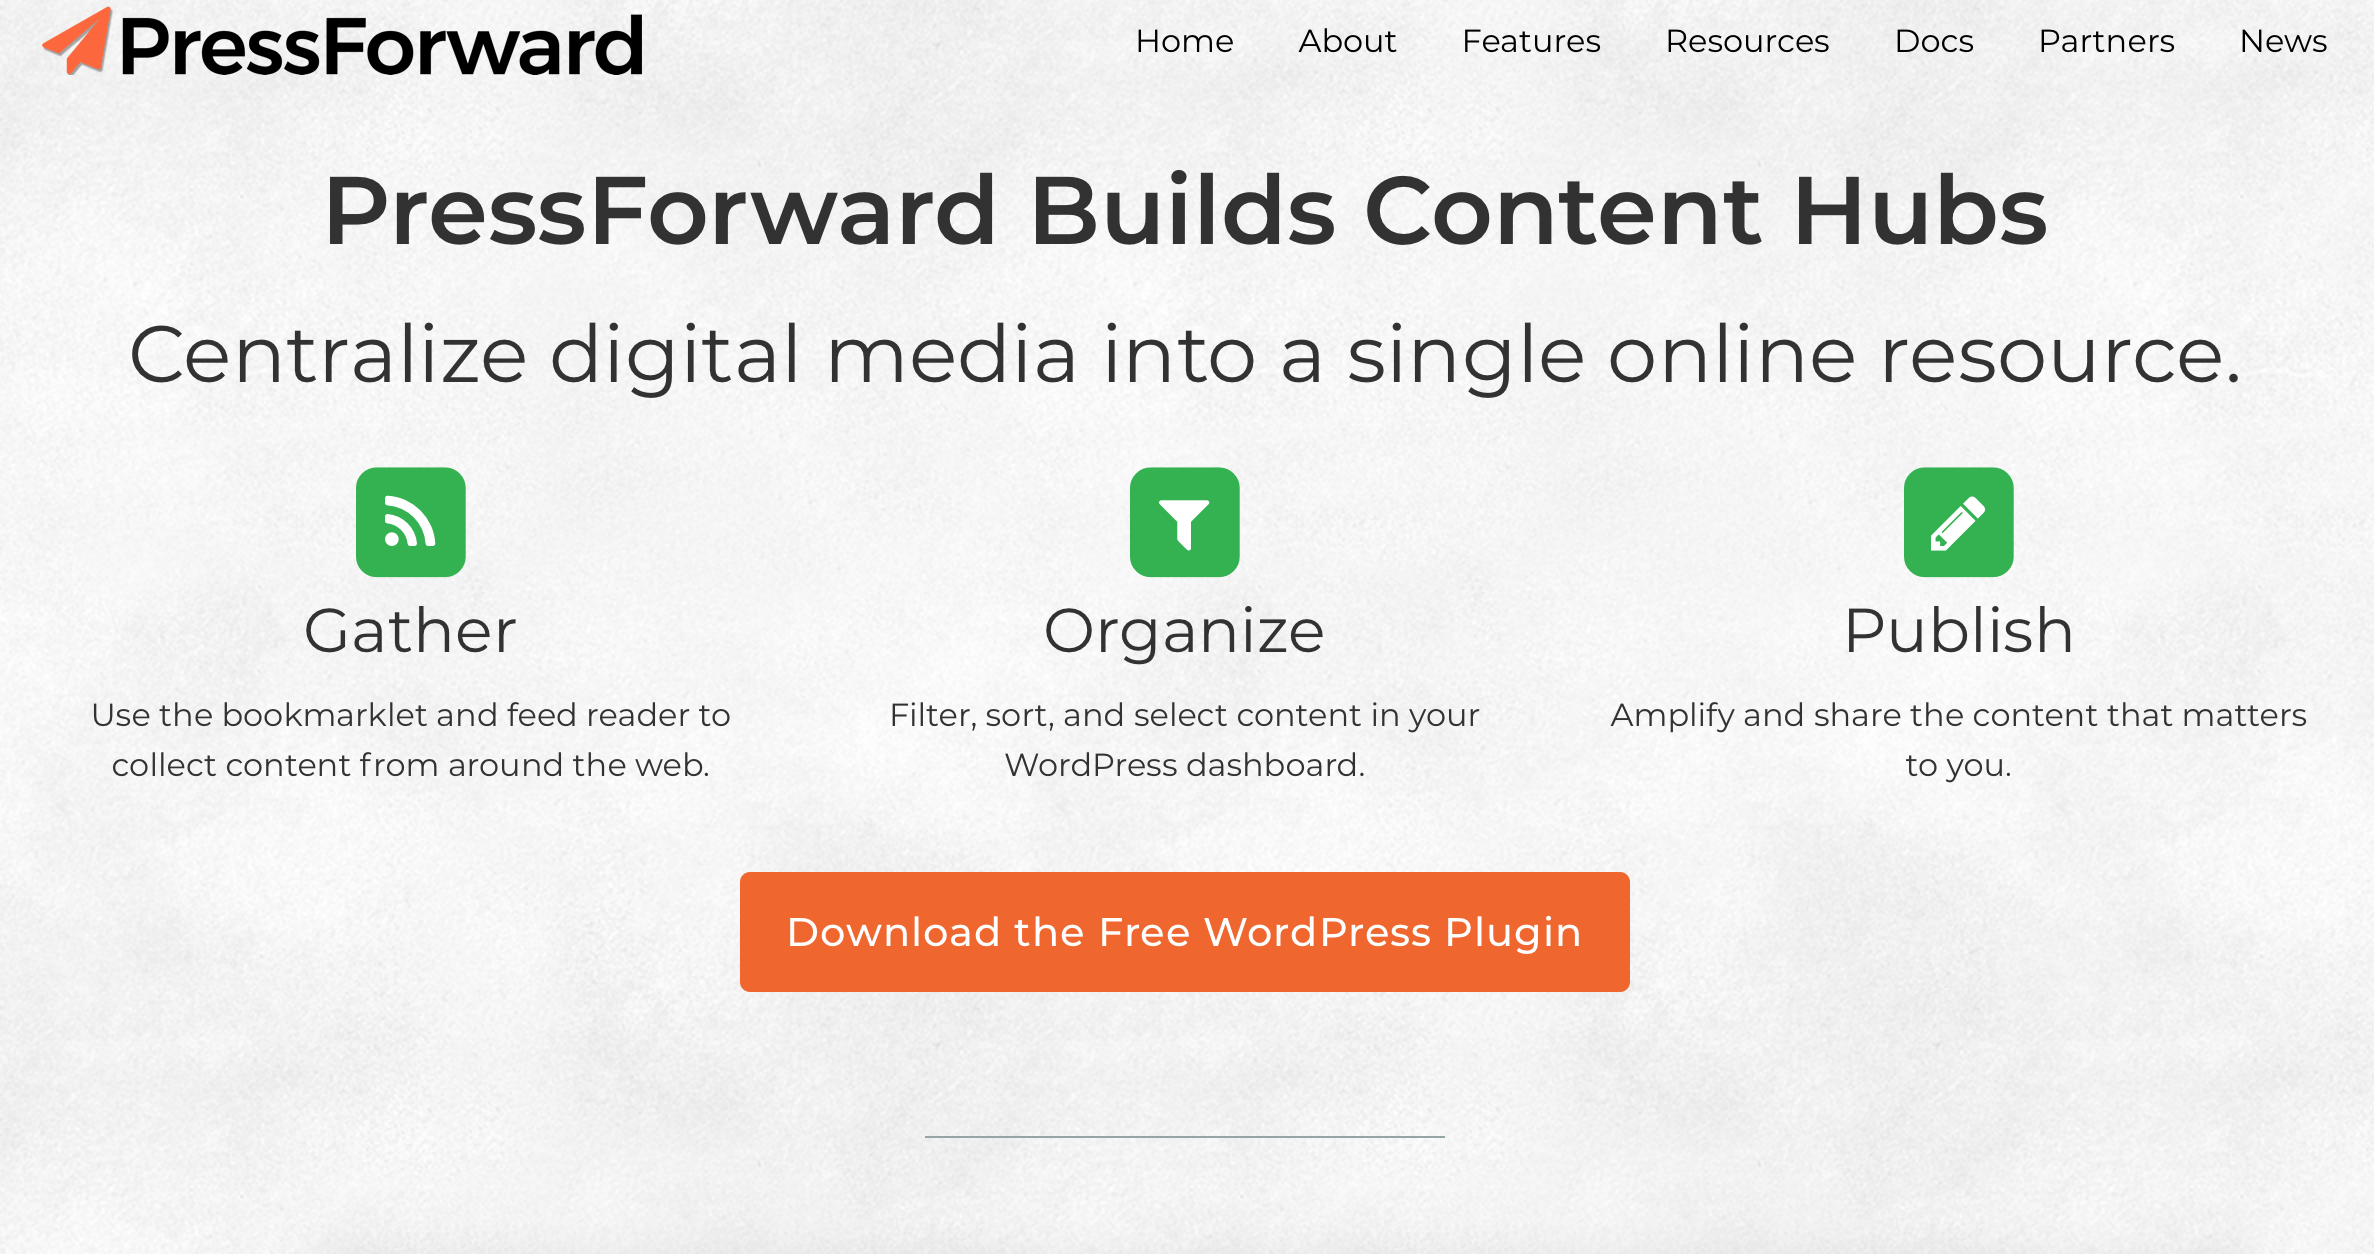 PressForward
Home About Features Resources Docs Partners News
PressForward Builds Content Hubs
Centralize digital media into a single online resource.
Gather
Use the bookmarklet and feed reader to
collect content from around the web.
Organize
Filter, sort, and select content in your
WordPress dashboard.
Publish
Amplify and share the content that matters
to you.
Download the Free WordPress Plugin